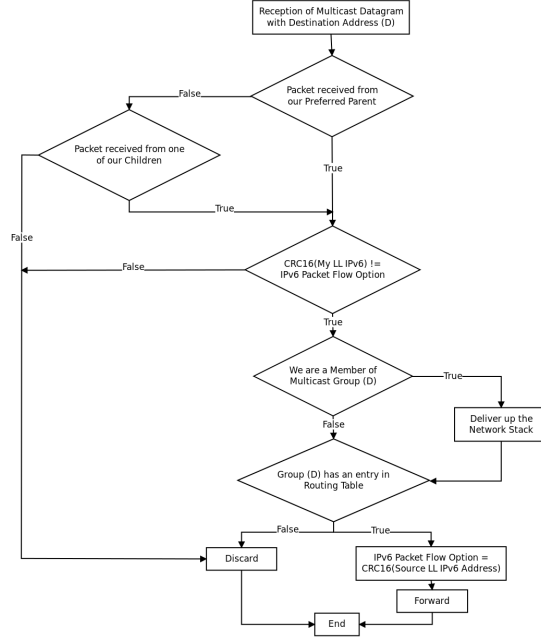 Reception of Multicast Datagram
with Destination Address (D)
Packet received from
our Preferred Parent
False
Packet received from one
of our Children
True
True
False
CRC16(My LL IPv6) !=
IPv6 Packet Flow Option
False
True
We are a Member of
Multicast Group (D)
True
Deliver up the
Network Stack
False
Group (D) has an entry in
Routing Table
False
True
Discard
IPv6 Packet Flow Option =
CRC16(Source LL IPv6 Address)
Forward
End